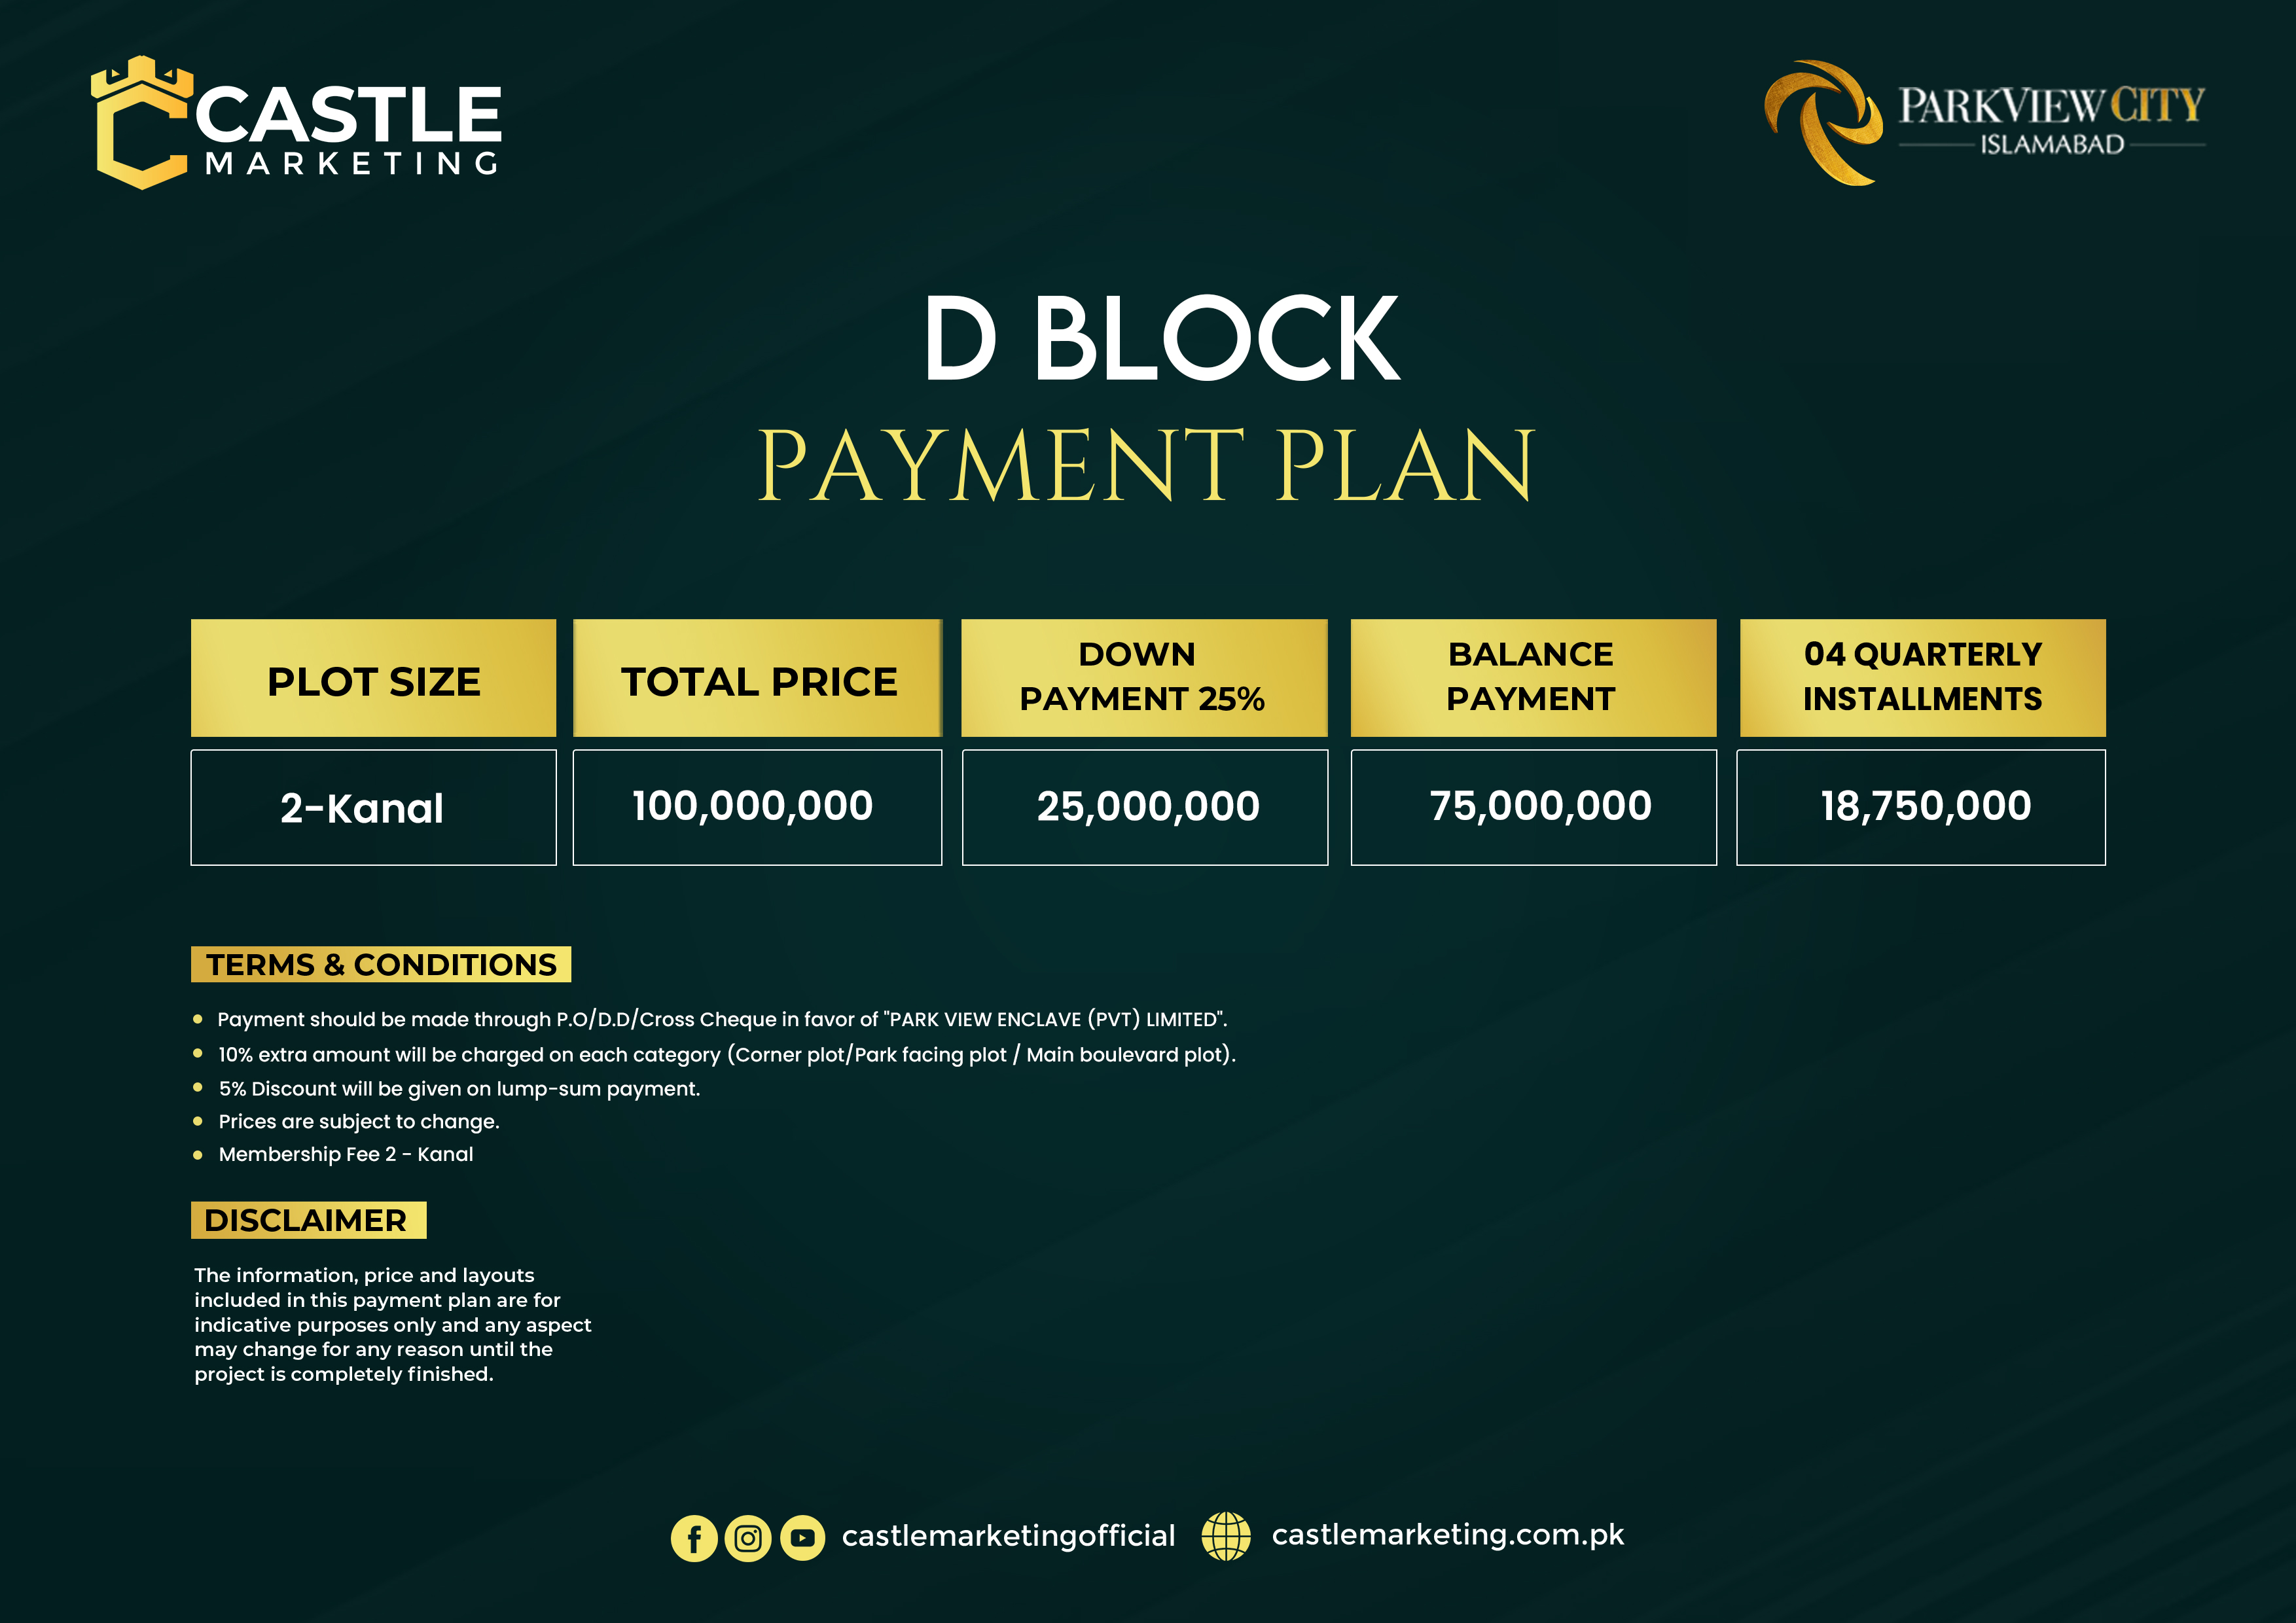 CASTLE
MARKETING
PARKVIEW CITY
ISLAMABAD
D BLOCK
PAYMENT PLAN
PLOT SIZE
TOTAL PRICE
DOWN
PAYMENT 25%
BALANCE
PAYMENT
04 QUARTERLY
INSTALLMENTS
2-Kanal
100,000,000
25,000,000
75,000,000
18,750,000
TERMS & CONDITIONS
Payment should be made through P.O/D.D/Cross Cheque in favor of "PARK VIEW ENCLAVE (PVT) LIMITED".
10% extra amount will be charged on each category (Corner plot/Park facing plot / Main boulevard plot).
5% Discount will be given on lump-sum payment.
Prices are subject to change.
Membership Fee 2 - Kanal
DISCLAIMER
The information, price and layouts
included in this payment plan are for
indicative purposes only and any aspect
may change for any reason until the
project is completely finished.
castlemarketingofficial
castlemarketing.com.pk